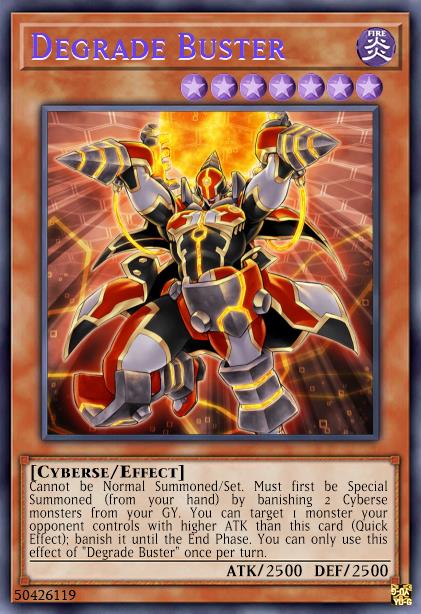 DEGRADE BUSTER
FIRE
炎
[CYBERSE/EFFECT]
Cannot be Normal Summoned/Set. Must first be Special
Summoned (from your hand) by banishing 2 Cyberse
monsters from your GY. You can target 1 monster your
opponent controls with higher ATK than this card (Quick
Effect); banish it until the End Phase. You can only use this
effect of "Degrade Buster" once per turn.
ATK/2500 DEF/2500
50426119